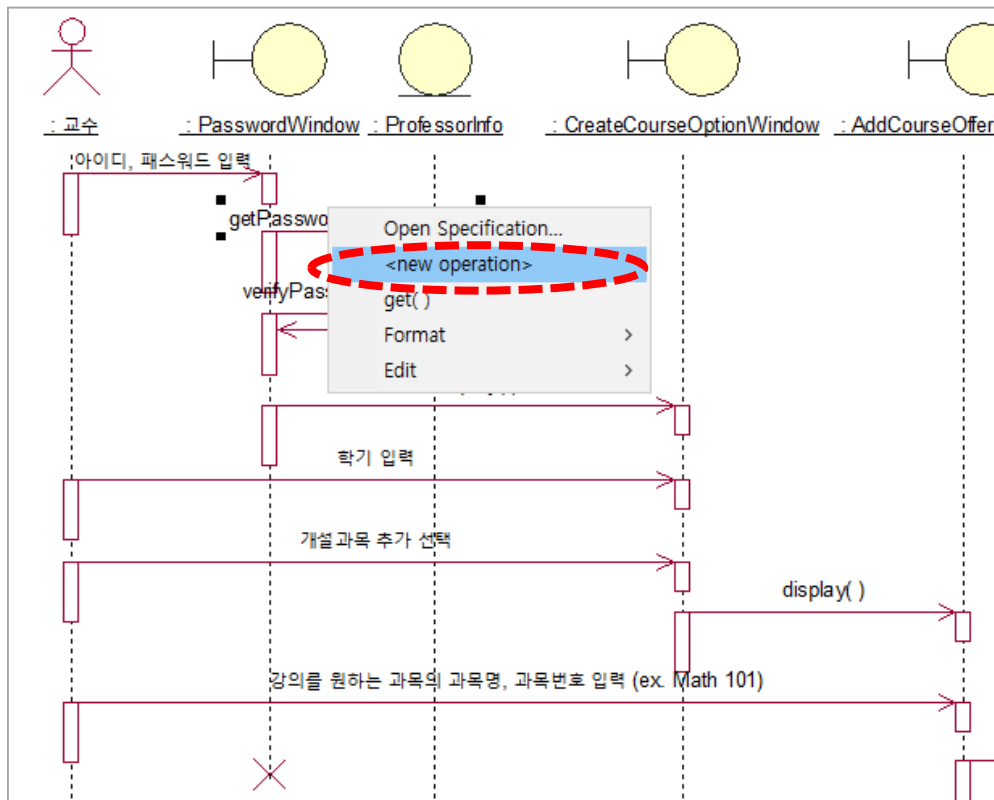 : 교수
: PasswordWindow
: ProfessorInfo
: CreateCourseOptionWindow
: AddCourseOffer
아이디, 패스워드 입력
getPasswo
Open Specification...
<new operation>
verifyPas
get( )
Format
Edit
학기 입력
개설과목 추가 선택
display( )
강의를 원하는 과목의 과목명, 과목번호 입력 (ex. Math 101)